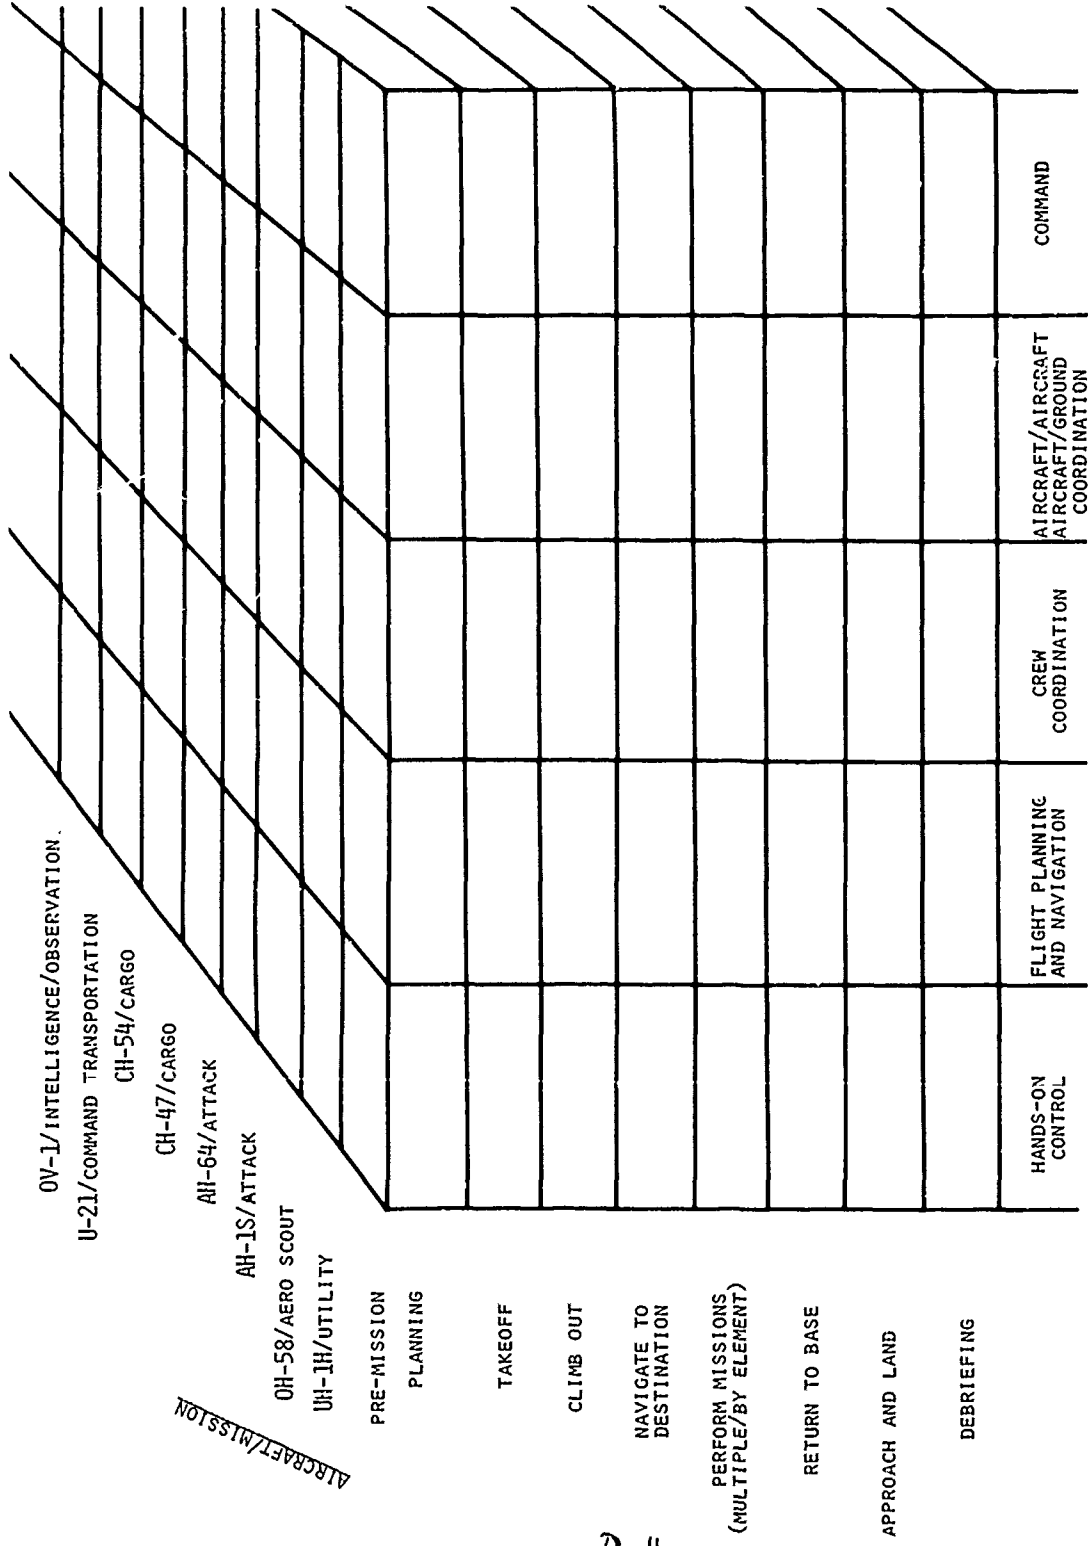 OV-1/INTELLIGENCE/OBSERVATION
U-21/COMMAND TRANSPORTATION
CH-54/CARGO
CH-47/CARGO
AH-64/ATTACK
AH-1S/ATTACK
OH-58/AERO SCOUT
UH-1H/UTILITY
AIRCRAFT/MISSION
PRE-MISSION
PLANNING
TAKEOFF
CLIMB OUT
NAVIGATE TO
DESTINATION
PERFORM MISSIONS
(MULTIPLE/BY ELEMENT)
RETURN TO BASE
APPROACH AND LAND
DEBRIEFING
HANDS-ON
CONTROL
FLIGHT PLANNING
AND NAVIGATION
CREW
COORDINATION
AIRCRAFT/AIRCRAFT
AIRCRAFT/GROUND
COORDINATION
COMMAND